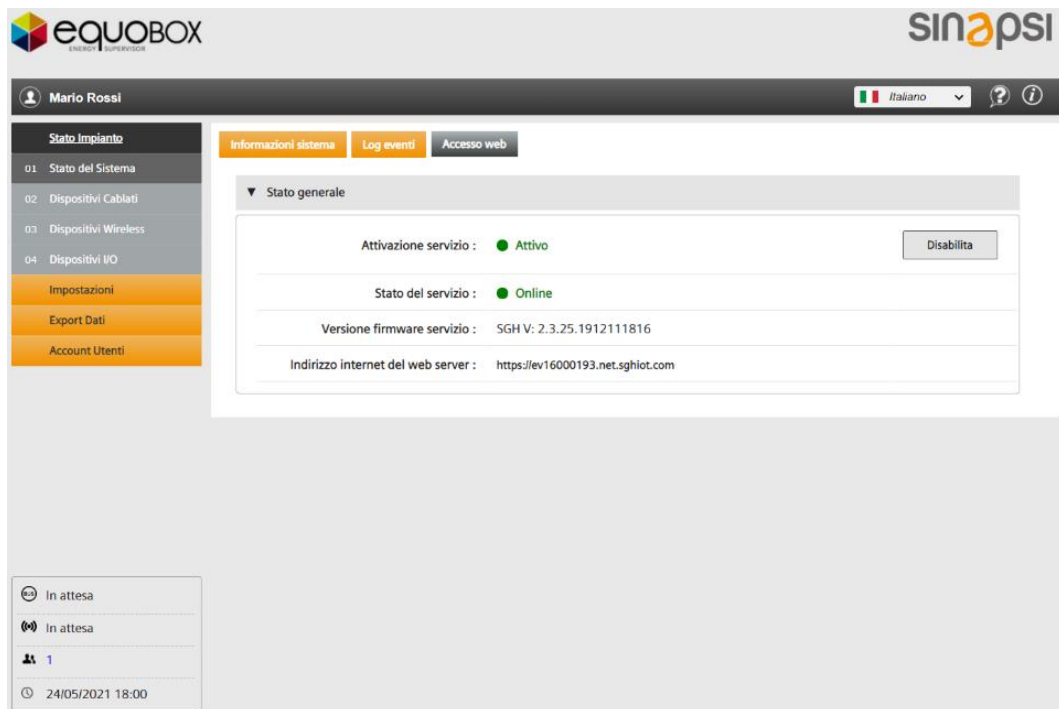 equobox
ENERGY SUPERVISOR
sinapsi
Mario Rossi
Italiano
?
i
Stato Impianto
01 Stato del Sistema
02 Dispositivi Cablati
03 Dispositivi Wireless
04 Dispositivi I/O
Impostazioni
Export Dati
Account Utenti
Informazioni sistema
Log eventi
Accesso web
▼ Stato generale
Attivazione servizio : Attivo
Disabilita
Stato del servizio : Online
Versione firmware servizio : SGH V: 2.3.25.1912111816
Indirizzo internet del web server : https://ev16000193.net.sghiot.com
BUS In attesa
In attesa
1
24/05/2021 18:00